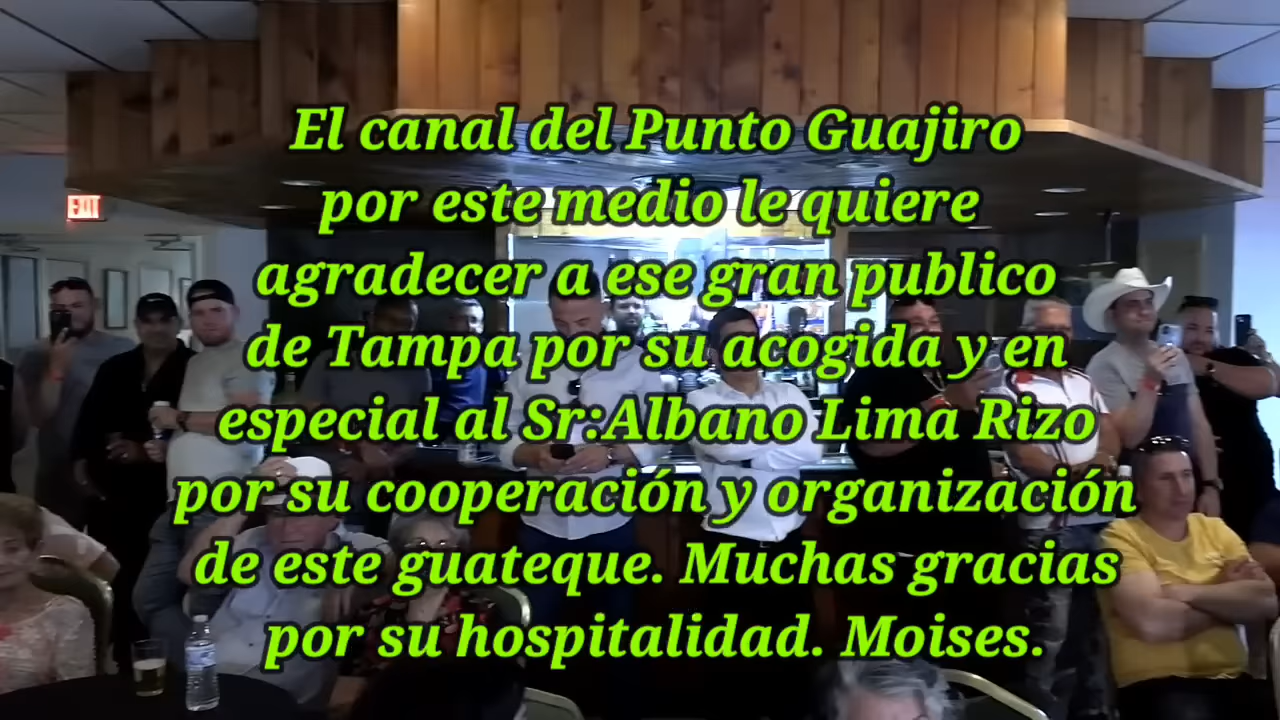 El canal del Punto Guajiro
por este medio le quiere
agradecer a ese gran publico
de Tampa por su acogida y en
especial al Sr:Albano Lima Rizo
por su cooperación y organización
de este guateque. Muchas gracias
por su hospitalidad. Moises.
EXIT